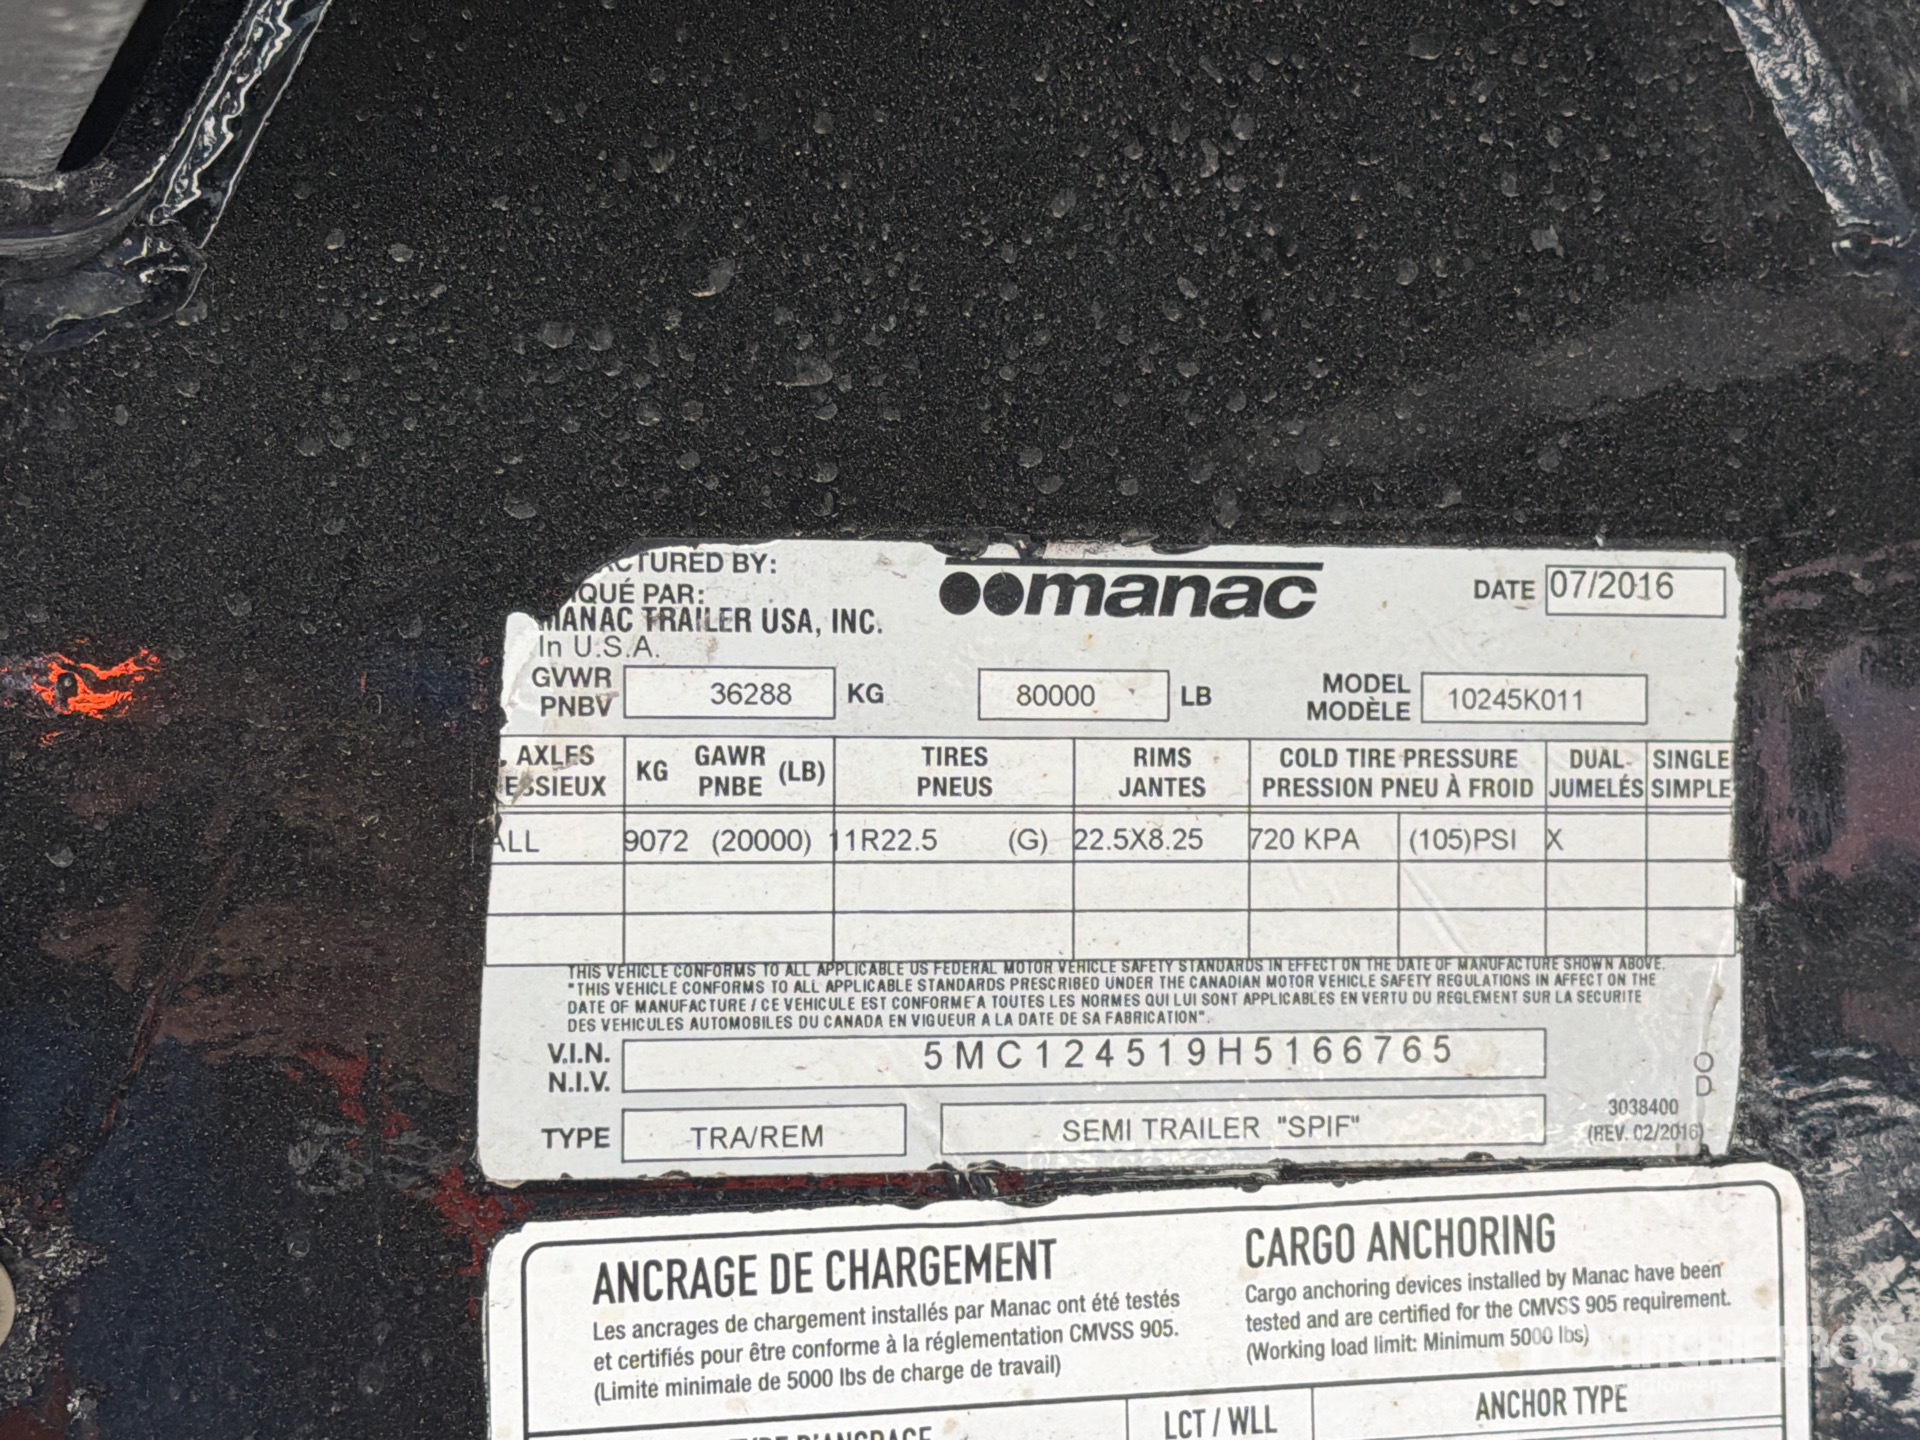 ACTURED BY:
IQUÉ PAR:
MANAC TRAILER USA, INC.
In U.S.A.
manac
DATE 07/2016
GVWR
PNBV
36288 KG 80000 LB
MODEL
MODÈLE
10245K011
AXLES
ESSIEUX
KG GAWR PNBE (LB)
TIRES
PNEUS
RIMS
JANTES
COLD TIRE PRESSURE
PRESSION PNEU À FROID
DUAL-
JUMELÉS
SINGLE
SIMPLE
ALL 9072 (20000) 11R22.5 (G) 22.5X8.25 720 KPA (105)PSI X
THIS VEHICLE CONFORMS TO ALL APPLICABLE US FEDERAL MOTOR VEHICLE SAFETY STANDARDS IN EFFECT ON THE DATE OF MANUFACTURE SHOWN ABOVE.
"THIS VEHICLE CONFORMS TO ALL APPLICABLE STANDARDS PRESCRIBED UNDER THE CANADIAN MOTOR VEHICLE SAFETY REGULATIONS IN AFFECT ON THE
DATE OF MANUFACTURE / CE VEHICULE EST CONFORME A TOUTES LES NORMES QUI LUI SONT APPLICABLES EN VERTU DU REGLEMENT SUR LA SECURITE
DES VEHICULES AUTOMOBILES DU CANADA EN VIGUEUR A LA DATE DE SA FABRICATION".
V.I.N.
N.I.V.
5MC124519H5166765
O
D
TYPE TRA/REM SEMI TRAILER "SPIF"
3038400
(REV. 02/2016)
ANCRAGE DE CHARGEMENT
Les ancrages de chargement installés par Manac ont été testés
et certifiés pour être conforme à la réglementation CMVSS 905.
(Limite minimale de 5000 lbs de charge de travail)
CARGO ANCHORING
Cargo anchoring devices installed by Manac have been
tested and are certified for the CMVSS 905 requirement.
(Working load limit: Minimum 5000 lbs)
TYPE D'ANCRAGE
LCT / WLL
ANCHOR TYPE